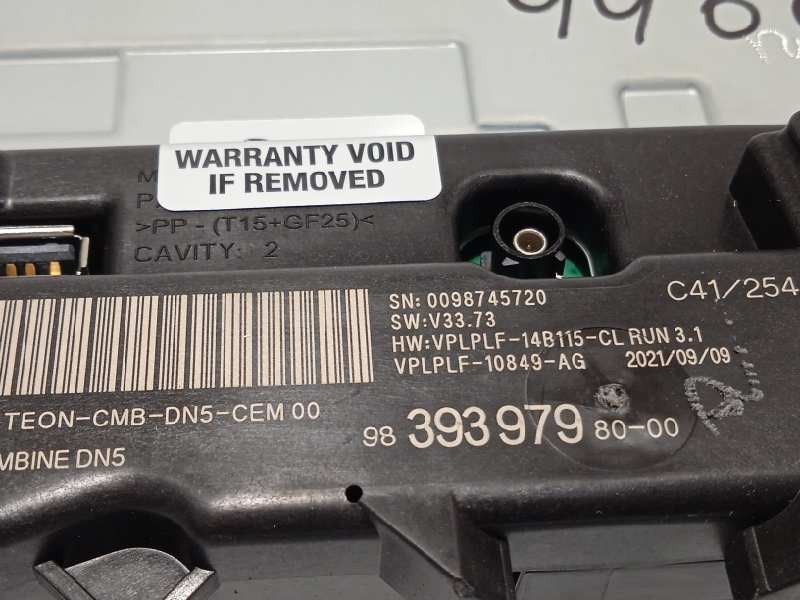 WARRANTY VOID
IF REMOVED
>PP-(T15+GF25)<
CAVITY: 2
C41/254
SN: 0098745720
SW:V33.73
HW:VPLPLF-14B115-CL RUN 3.1
VPLPLF-10849-AG 2021/09/09
TEON-CMB-DN5-CEM 00
98 393 979 80-00
DN5